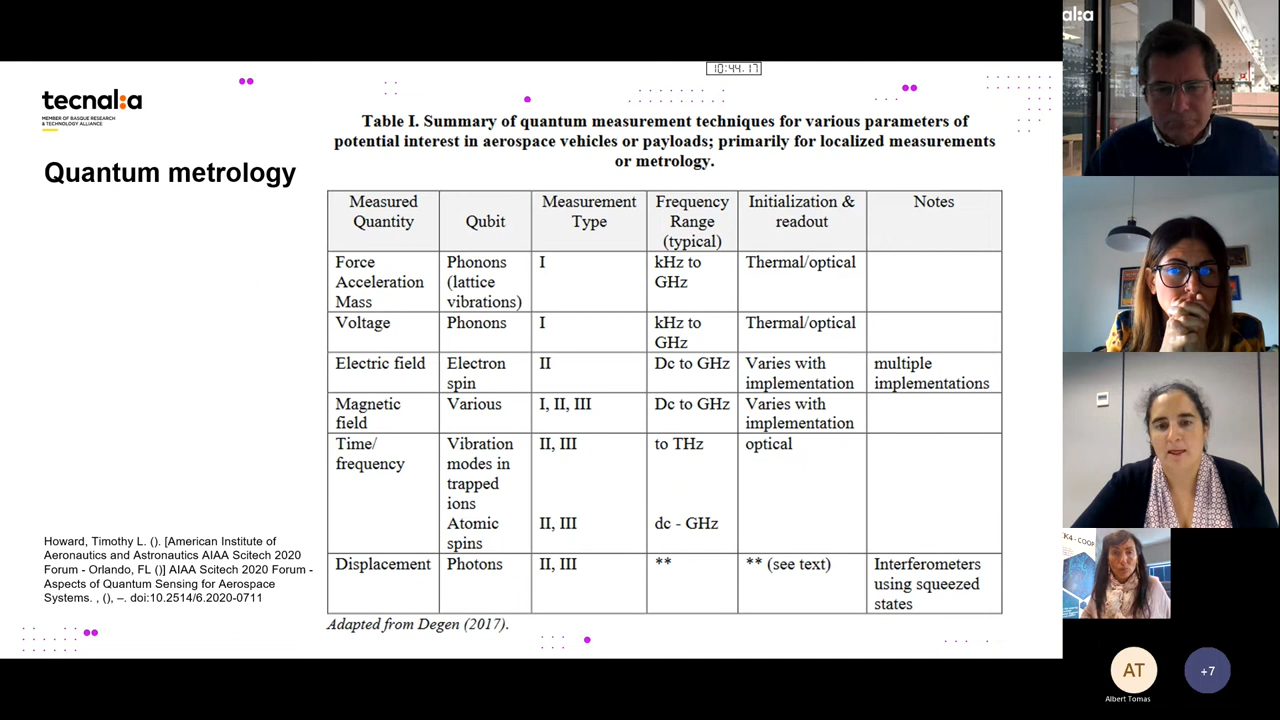 10:44.17
tecnal:a
MEMBER OF BASQUE RESEARCH
& TECHNOLOGY ALLIANCE
Quantum metrology
Table I. Summary of quantum measurement techniques for various parameters of
potential interest in aerospace vehicles or payloads; primarily for localized measurements
or metrology.
Measured Quantity | Qubit | Measurement Type | Frequency Range (typical) | Initialization & readout | Notes
Force Acceleration Mass | Phonons (lattice vibrations) | I | kHz to GHz | Thermal/optical
Voltage | Phonons | I | kHz to GHz | Thermal/optical
Electric field | Electron spin | II | Dc to GHz | Varies with implementation | multiple implementations
Magnetic field | Various | I, II, III | Dc to GHz | Varies with implementation
Time/ frequency | Vibration modes in trapped ions | II, III | to THz | optical
Atomic spins | II, III | dc - GHz
Displacement | Photons | II, III | ** | ** (see text) | Interferometers using squeezed states
Adapted from Degen (2017).
Howard, Timothy L. (). [American Institute of
Aeronautics and Astronautics AIAA Scitech 2020
Forum - Orlando, FL ()] AIAA Scitech 2020 Forum -
Aspects of Quantum Sensing for Aerospace
Systems. , (), –. doi:10.2514/6.2020-0711
al:a
K4 - COOP
AT
+7
Albert Tomas